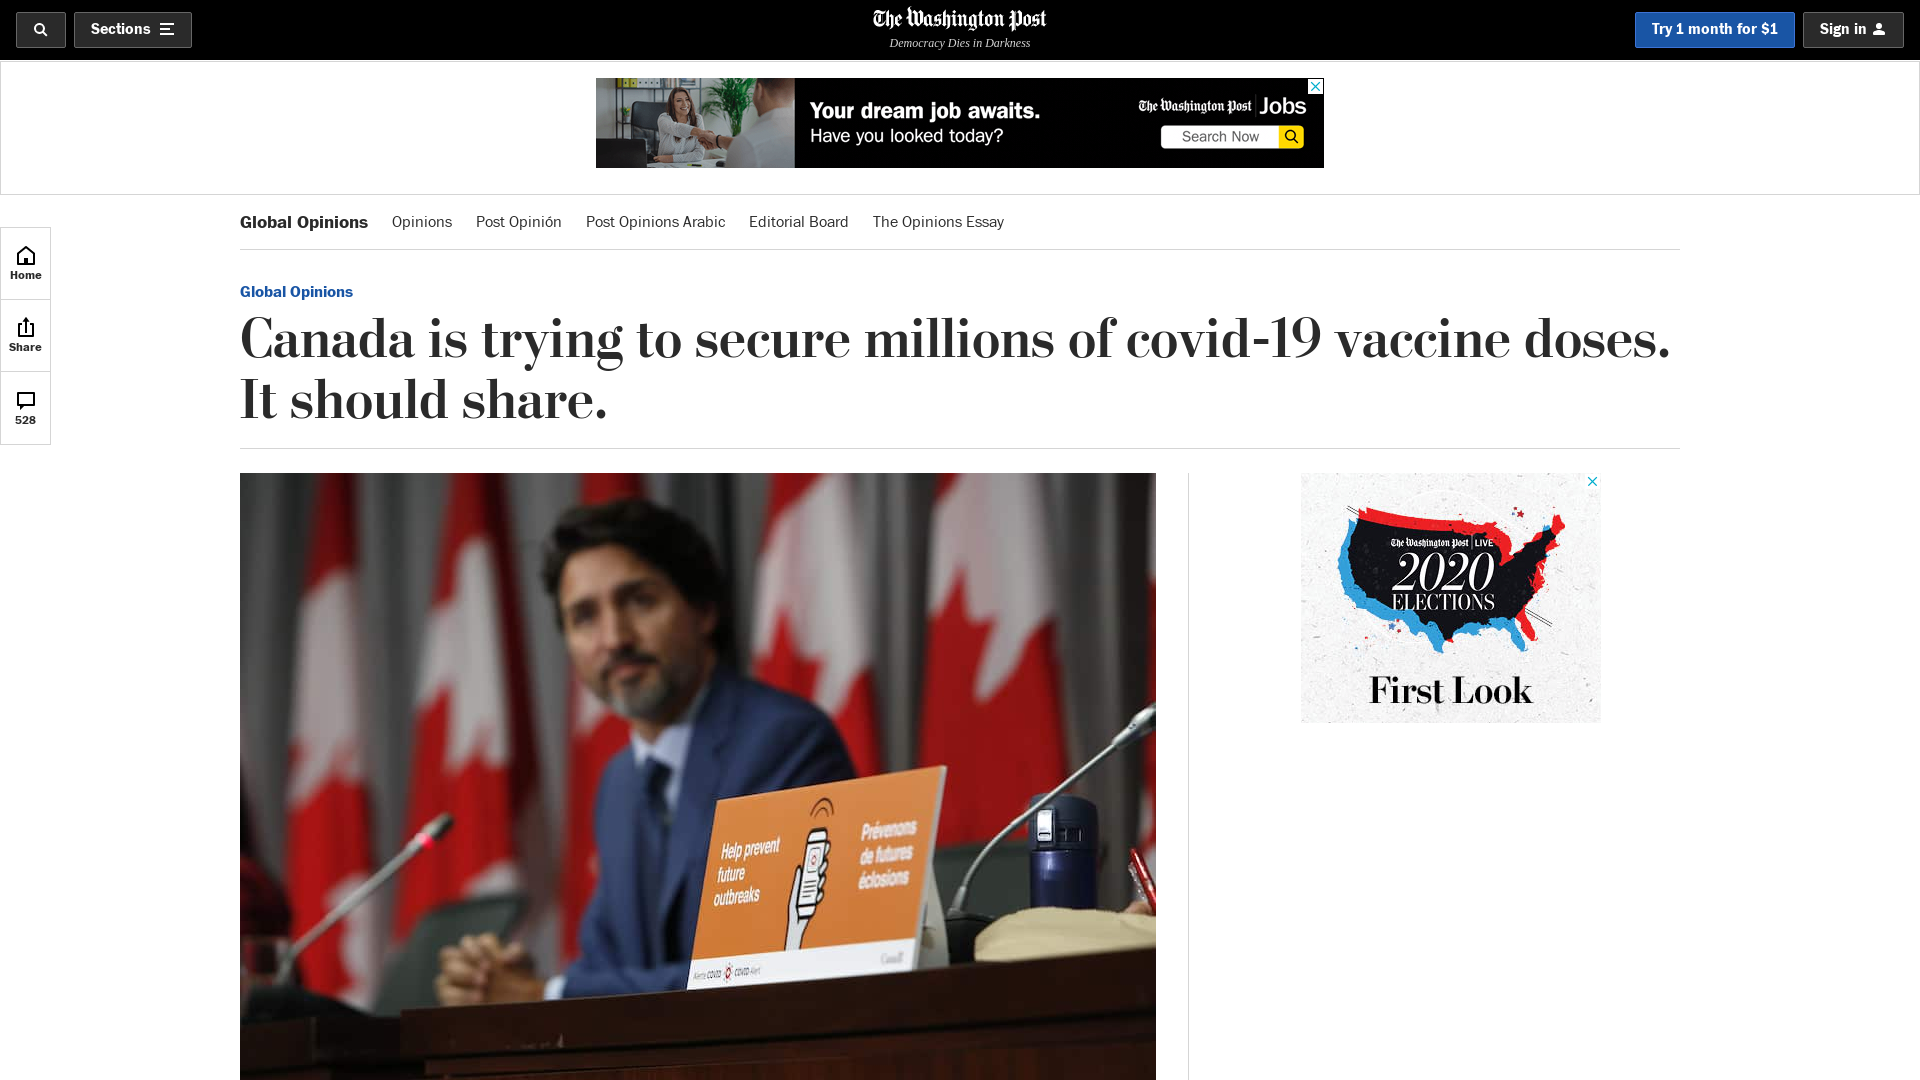 Sections
The Washington Post
Democracy Dies in Darkness
Try 1 month for $1
Sign in
Your dream job awaits.
Have you looked today?
The Washington Post Jobs
Search Now
Global Opinions
Opinions
Post Opinión
Post Opinions Arabic
Editorial Board
The Opinions Essay
Home
Share
528
Global Opinions
Canada is trying to secure millions of covid-19 vaccine doses.
It should share.
Help prevent
future
outbreaks
Prévenons
de futures
éclosions
Alerte COVID COVID Alert
Canada
The Washington Post LIVE
2020
ELECTIONS
First Look